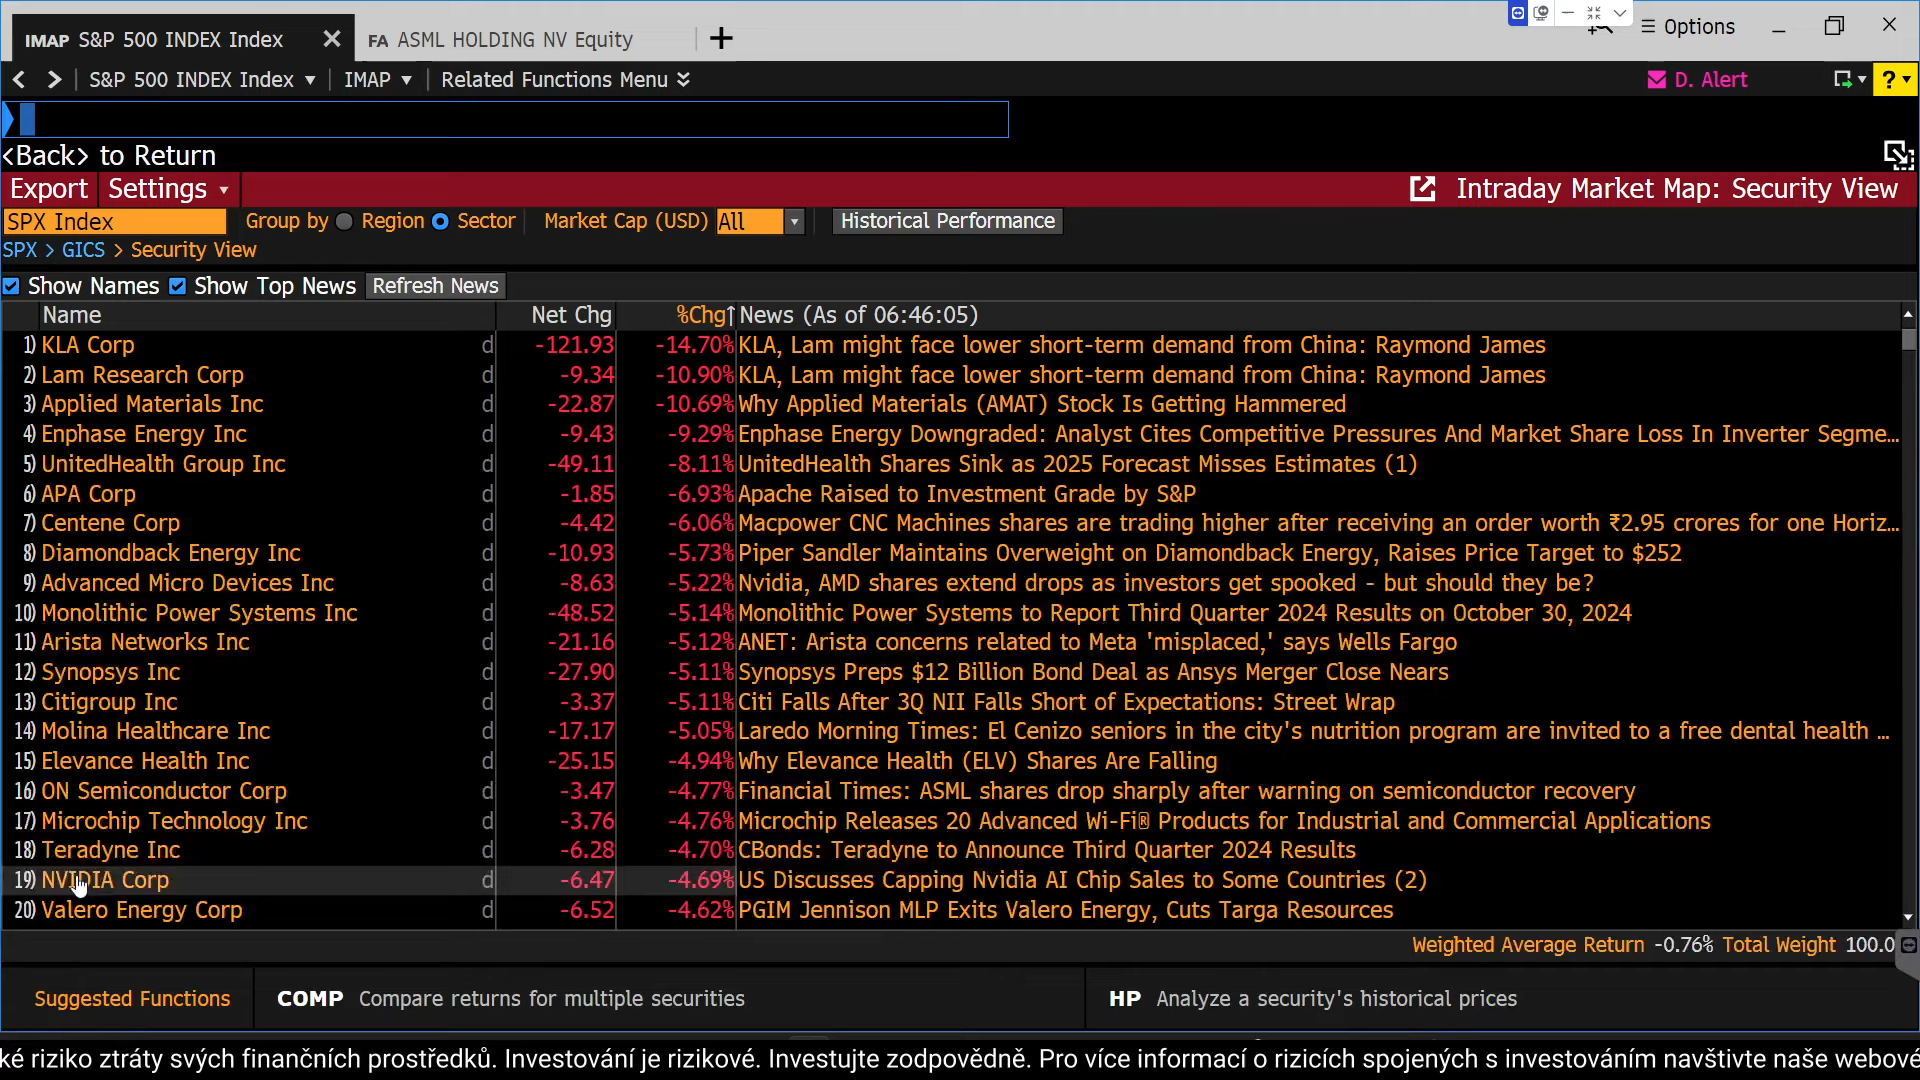 IMAP S&P 500 INDEX Index FA ASML HOLDING NV Equity Options
S&P 500 INDEX Index IMAP Related Functions Menu D. Alert ?
<Back> to Return
Export Settings Intraday Market Map: Security View
SPX Index Group by Region Sector Market Cap (USD) All Historical Performance
SPX > GICS > Security View
Show Names Show Top News Refresh News
Name Net Chg %Chg↑ News (As of 06:46:05)
1) KLA Corp d -121.93 -14.70% KLA, Lam might face lower short-term demand from China: Raymond James
2) Lam Research Corp d -9.34 -10.90% KLA, Lam might face lower short-term demand from China: Raymond James
3) Applied Materials Inc d -22.87 -10.69% Why Applied Materials (AMAT) Stock Is Getting Hammered
4) Enphase Energy Inc d -9.43 -9.29% Enphase Energy Downgraded: Analyst Cites Competitive Pressures And Market Share Loss In Inverter Segme…
5) UnitedHealth Group Inc d -49.11 -8.11% UnitedHealth Shares Sink as 2025 Forecast Misses Estimates (1)
6) APA Corp d -1.85 -6.93% Apache Raised to Investment Grade by S&P
7) Centene Corp d -4.42 -6.06% Macpower CNC Machines shares are trading higher after receiving an order worth ₹2.95 crores for one Horiz…
8) Diamondback Energy Inc d -10.93 -5.73% Piper Sandler Maintains Overweight on Diamondback Energy, Raises Price Target to $252
9) Advanced Micro Devices Inc d -8.63 -5.22% Nvidia, AMD shares extend drops as investors get spooked - but should they be?
10) Monolithic Power Systems Inc d -48.52 -5.14% Monolithic Power Systems to Report Third Quarter 2024 Results on October 30, 2024
11) Arista Networks Inc d -21.16 -5.12% ANET: Arista concerns related to Meta 'misplaced,' says Wells Fargo
12) Synopsys Inc d -27.90 -5.11% Synopsys Preps $12 Billion Bond Deal as Ansys Merger Close Nears
13) Citigroup Inc d -3.37 -5.11% Citi Falls After 3Q NII Falls Short of Expectations: Street Wrap
14) Molina Healthcare Inc d -17.17 -5.05% Laredo Morning Times: El Cenizo seniors in the city's nutrition program are invited to a free dental health …
15) Elevance Health Inc d -25.15 -4.94% Why Elevance Health (ELV) Shares Are Falling
16) ON Semiconductor Corp d -3.47 -4.77% Financial Times: ASML shares drop sharply after warning on semiconductor recovery
17) Microchip Technology Inc d -3.76 -4.76% Microchip Releases 20 Advanced Wi-Fi® Products for Industrial and Commercial Applications
18) Teradyne Inc d -6.28 -4.70% CBonds: Teradyne to Announce Third Quarter 2024 Results
19) NVIDIA Corp d -6.47 -4.69% US Discusses Capping Nvidia AI Chip Sales to Some Countries (2)
20) Valero Energy Corp d -6.52 -4.62% PGIM Jennison MLP Exits Valero Energy, Cuts Targa Resources
Weighted Average Return -0.76% Total Weight 100.0
Suggested Functions COMP Compare returns for multiple securities HP Analyze a security's historical prices
ké riziko ztráty svých finančních prostředků. Investování je rizikové. Investujte zodpovědně. Pro více informací o rizicích spojených s investováním navštivte naše webové